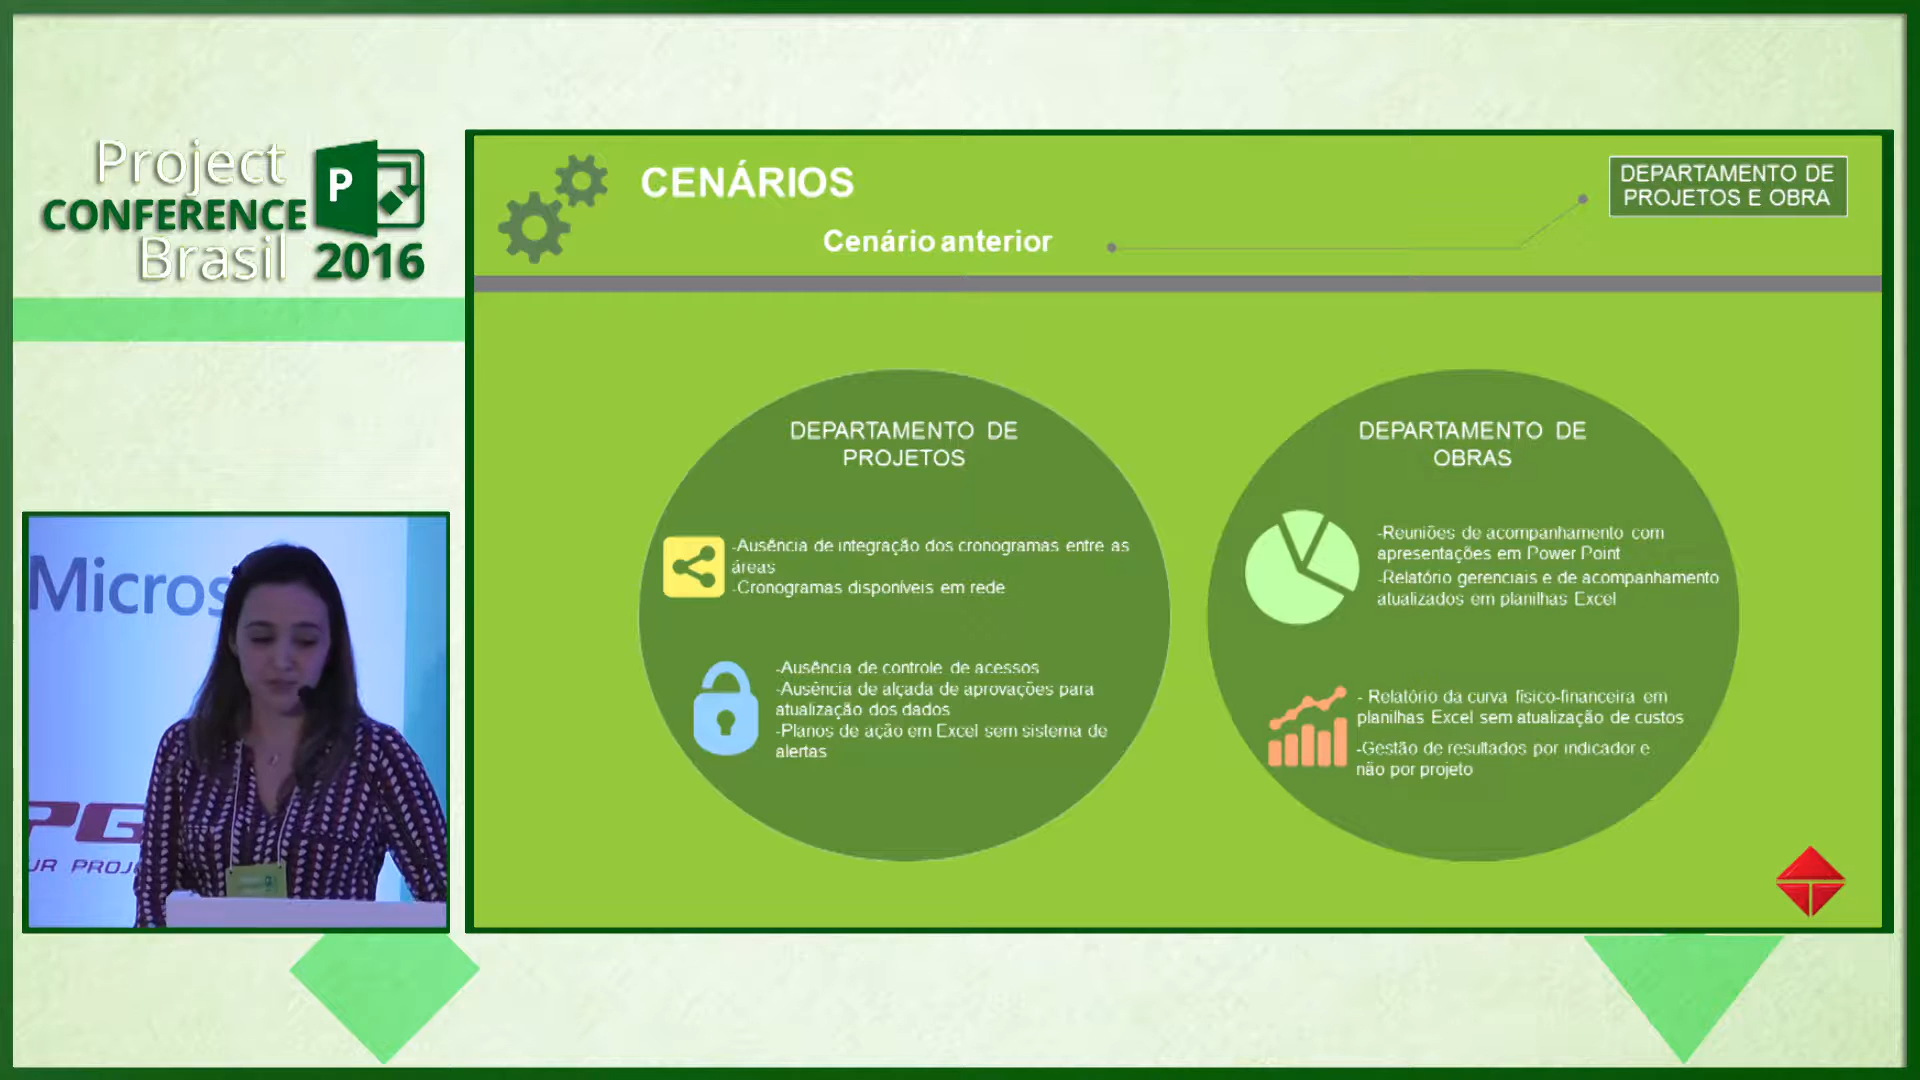 Project
CONFERENCE
Brasil 2016
P
CENÁRIOS
Cenário anterior
DEPARTAMENTO DE
PROJETOS E OBRA
DEPARTAMENTO DE
PROJETOS
-Ausência de integração dos cronogramas entre as
áreas
-Cronogramas disponíveis em rede
-Ausência de controle de acessos
-Ausência de alçada de aprovações para
atualização dos dados
-Planos de ação em Excel sem sistema de
alertas
DEPARTAMENTO DE
OBRAS
-Reuniões de acompanhamento com
apresentações em Power Point
-Relatório gerenciais e de acompanhamento
atualizados em planilhas Excel
- Relatório da curva físico-financeira em
planilhas Excel sem atualização de custos
-Gestão de resultados por indicador e
não por projeto
Micros
PG
UR PROJ